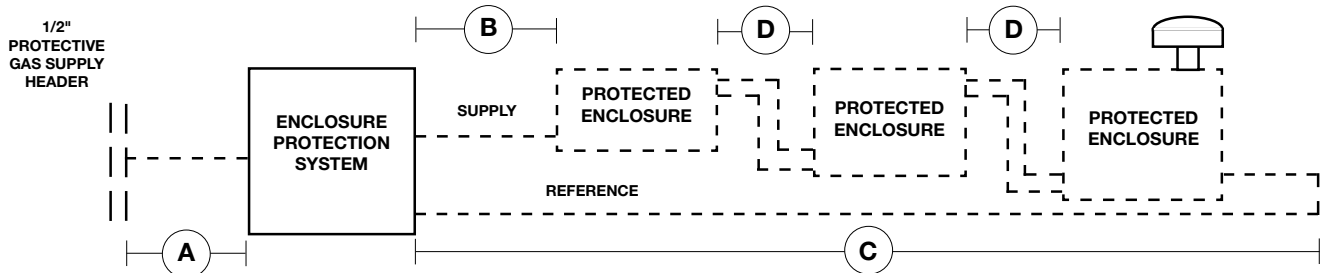 1/2"
PROTECTIVE
GAS SUPPLY
HEADER
A
ENCLOSURE
PROTECTION
SYSTEM
B
SUPPLY
REFERENCE
PROTECTED
ENCLOSURE
D
PROTECTED
ENCLOSURE
D
PROTECTED
ENCLOSURE
C